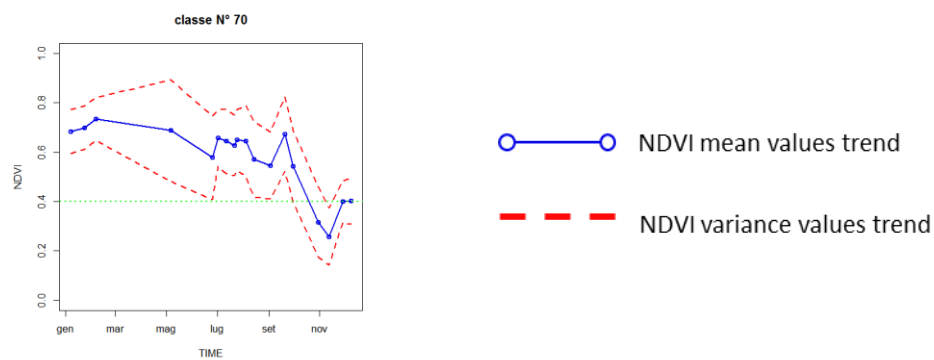 classe N° 70
NDVI
1.0
0.8
0.6
0.4
0.2
0.0
gen mar mag lug set nov
TIME
NDVI mean values trend
NDVI variance values trend